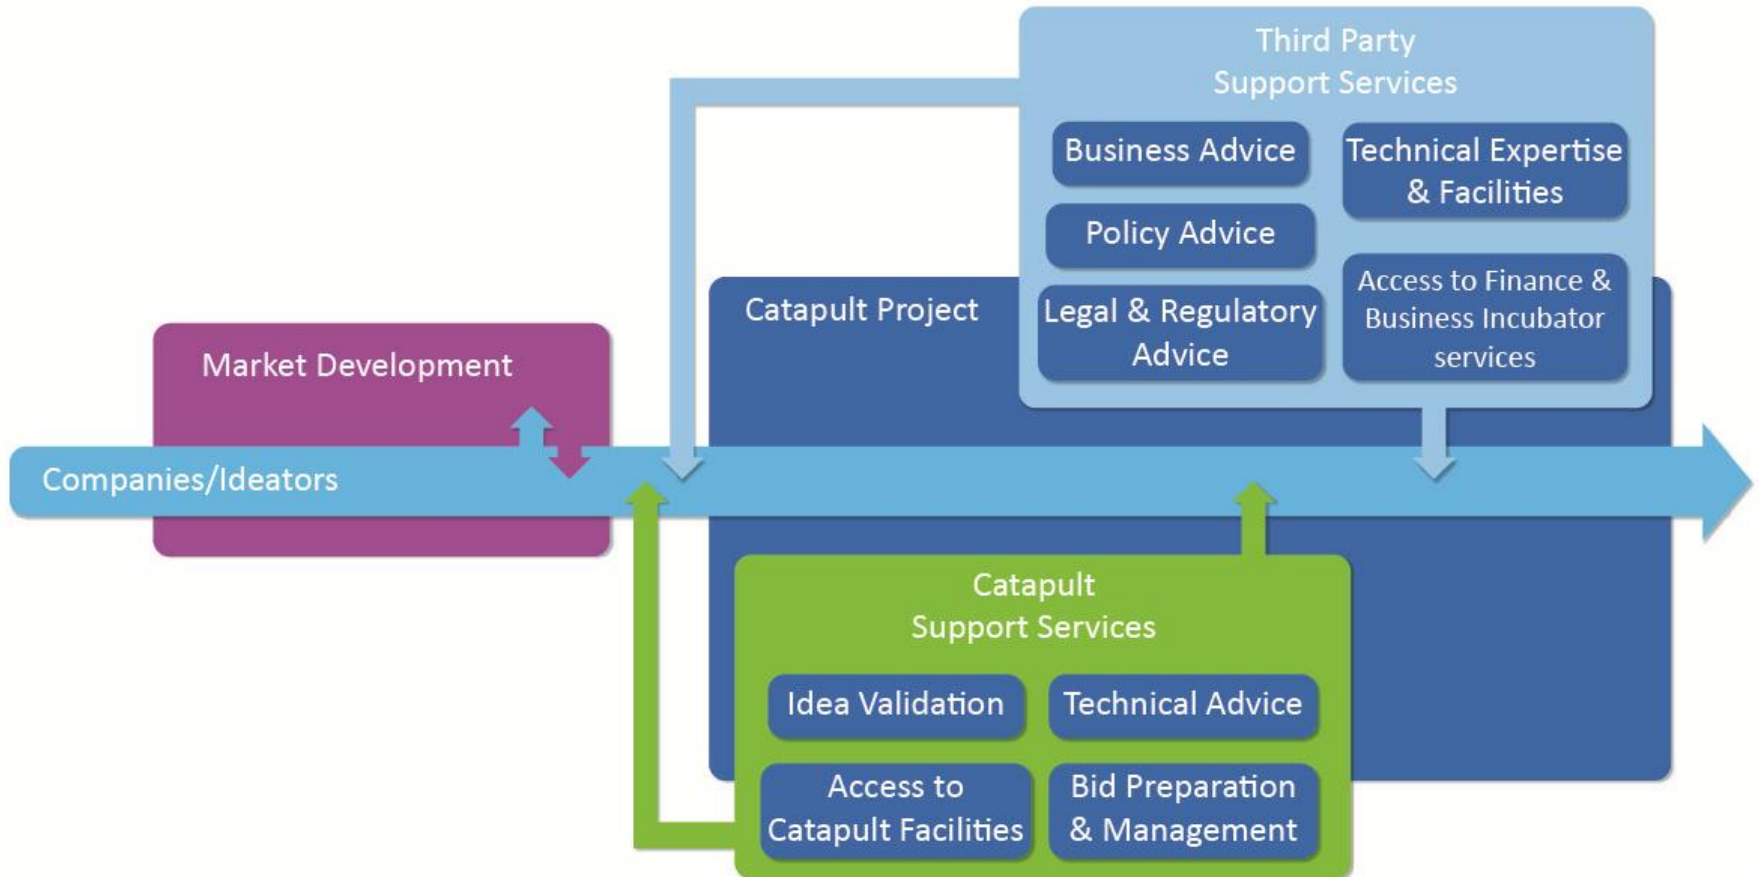 Third Party
Support Services
Business Advice
Technical Expertise
& Facilities
Policy Advice
Access to Finance &
Business Incubator
services
Legal & Regulatory
Advice
Catapult Project
Market Development
Companies/Ideators
Catapult
Support Services
Idea Validation
Technical Advice
Access to
Catapult Facilities
Bid Preparation
& Management